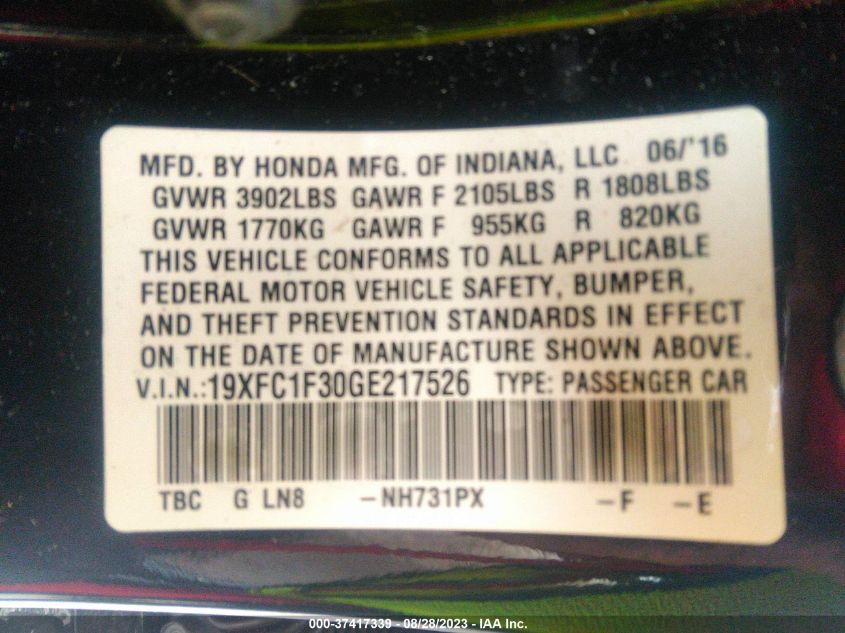 MFD. BY HONDA MFG. OF INDIANA, LLC 06/'16
GVWR 3902LBS GAWR F 2105LBS R 1808LBS
GVWR 1770KG GAWR F 955KG R 820KG
THIS VEHICLE CONFORMS TO ALL APPLICABLE
FEDERAL MOTOR VEHICLE SAFETY, BUMPER,
AND THEFT PREVENTION STANDARDS IN EFFECT
ON THE DATE OF MANUFACTURE SHOWN ABOVE.
V.I.N.:19XFC1F30GE217526 TYPE: PASSENGER CAR
TBC G LN8 -NH731PX -F -E
000-37417339 - 08/28/2023 - IAA Inc.